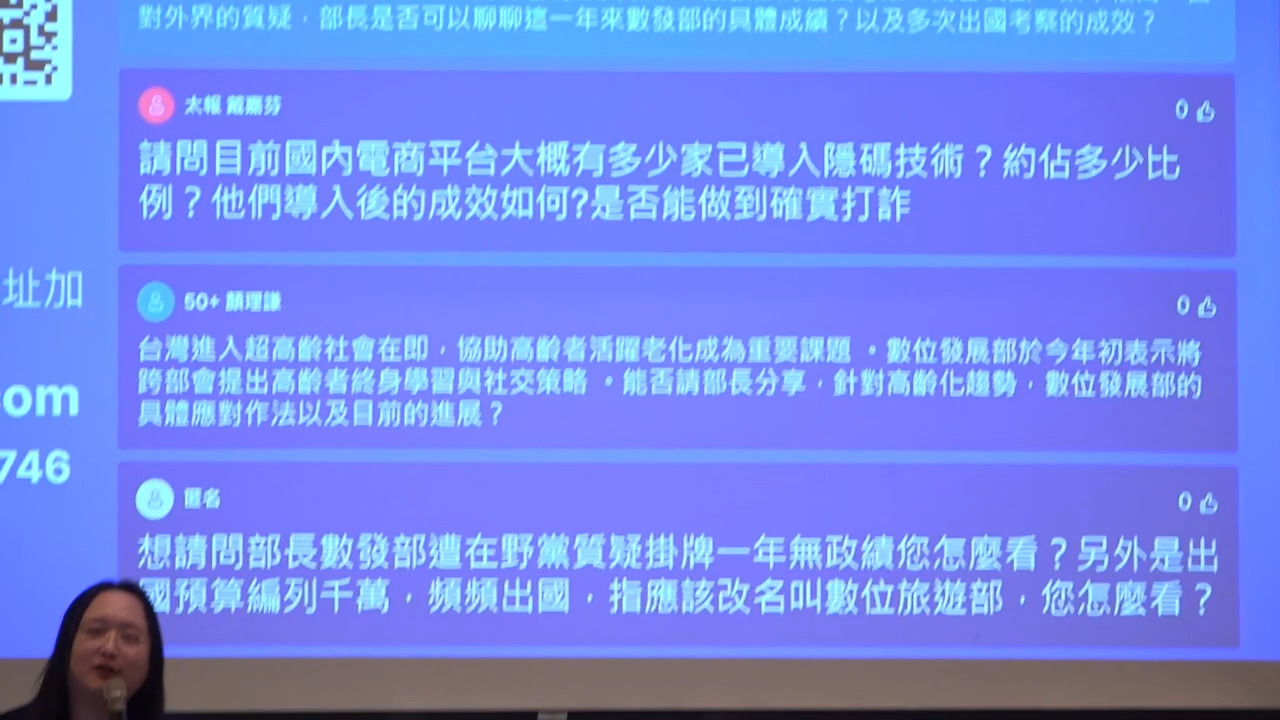 對外界的質疑，部長是否可以聊聊這一年來數發部的具體成績？以及多次出國考察的成效？
太報 戴嘉芬
0
請問目前國內電商平台大概有多少家已導入隱碼技術？約佔多少比
例？他們導入後的成效如何?是否能做到確實打詐
址加
50+ 顏理謙
0
台灣進入超高齡社會在即，協助高齡者活躍老化成為重要課題 。數位發展部於今年初表示將
跨部會提出高齡者終身學習與社交策略 。能否請部長分享，針對高齡化趨勢，數位發展部的
具體應對作法以及目前的進展？
om
746
匿名
0
想請問部長數發部遭在野黨質疑掛牌一年無政績您怎麼看？另外是出
國預算編列千萬，頻頻出國，指應該改名叫數位旅遊部，您怎麼看？